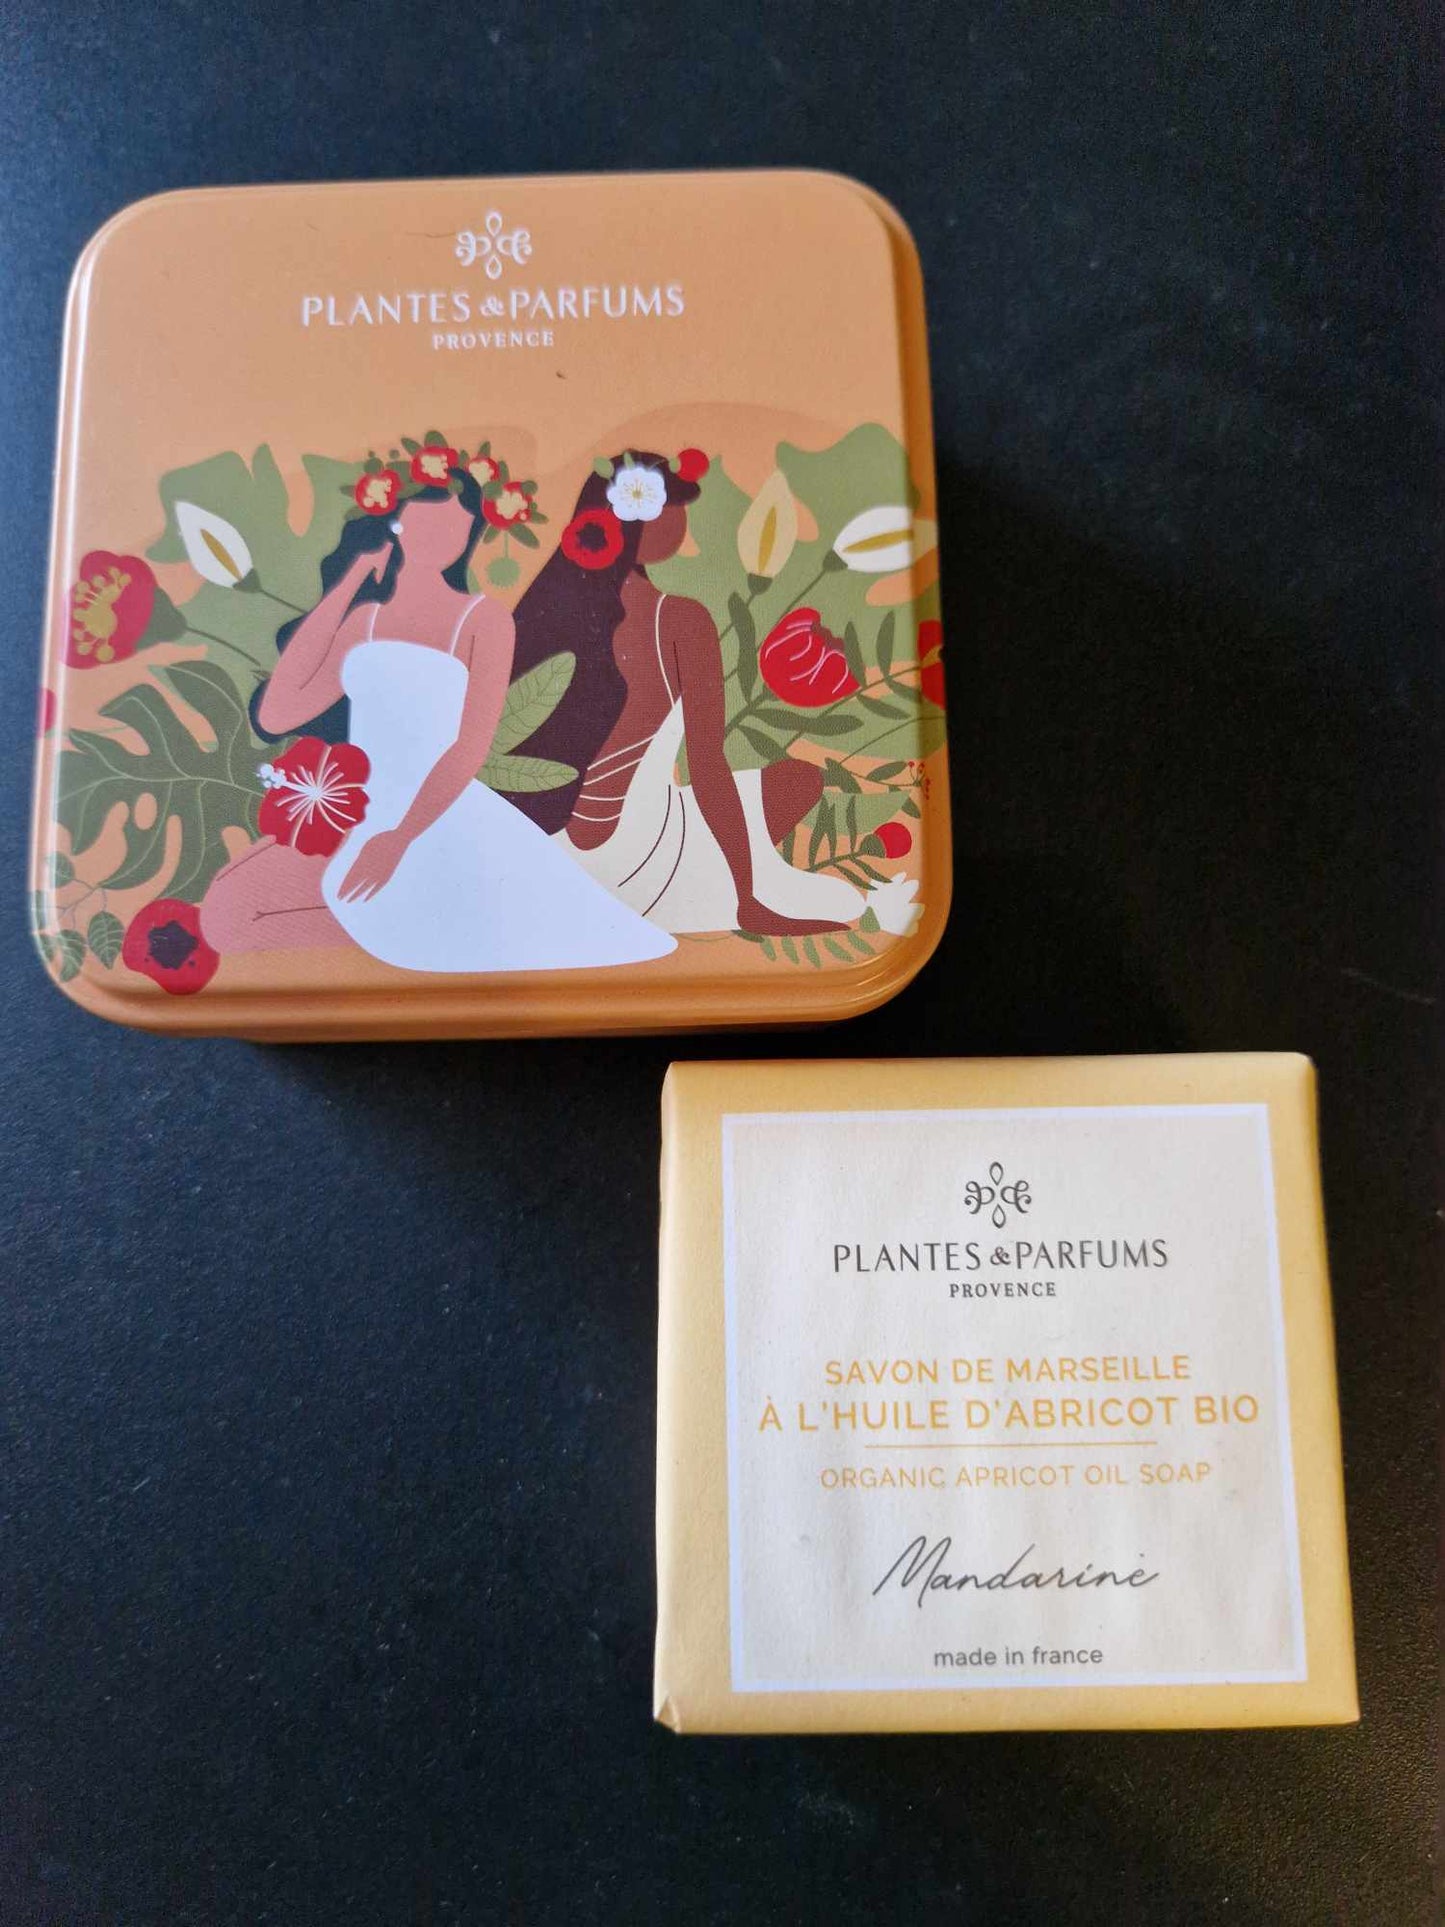 PLANTES & PARFUMS
PROVENCE
PLANTES & PARFUMS
PROVENCE
SAVON DE MARSEILLE
À L'HUILE D'ABRICOT BIO
ORGANIC APRICOT OIL SOAP
Mandarine
made in france